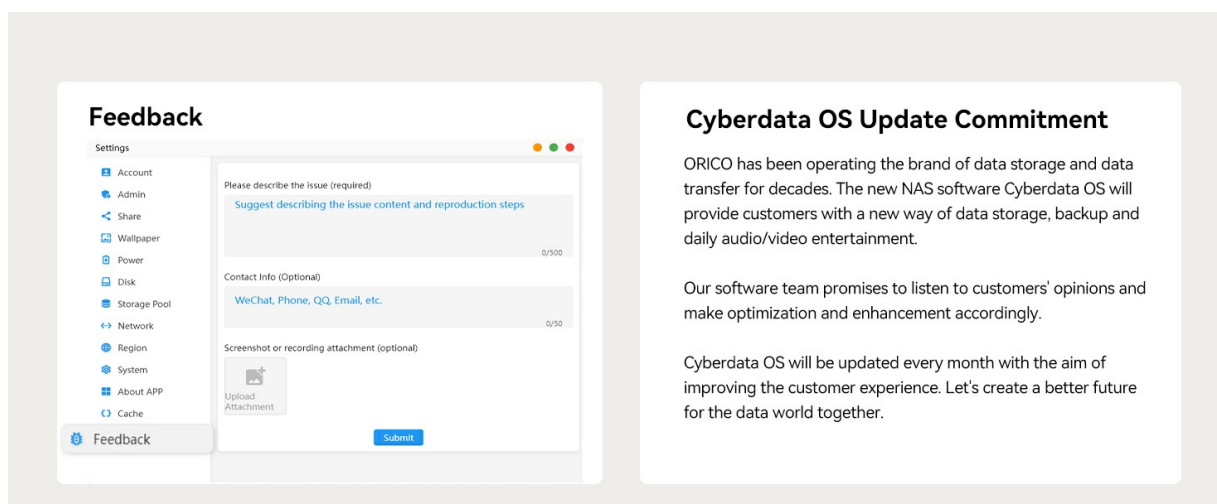 Feedback
Settings
Account
Admin
Share
Wallpaper
Power
Disk
Storage Pool
Network
Region
System
About APP
Cache
Feedback
Please describe the issue (required)
Suggest describing the issue content and reproduction steps
0/500
Contact Info (Optional)
WeChat, Phone, QQ, Email, etc.
0/50
Screenshot or recording attachment (optional)
Upload
Attachment
Submit
Cyberdata OS Update Commitment
ORICO has been operating the brand of data storage and data
transfer for decades. The new NAS software Cyberdata OS will
provide customers with a new way of data storage, backup and
daily audio/video entertainment.
Our software team promises to listen to customers' opinions and
make optimization and enhancement accordingly.
Cyberdata OS will be updated every month with the aim of
improving the customer experience. Let's create a better future
for the data world together.